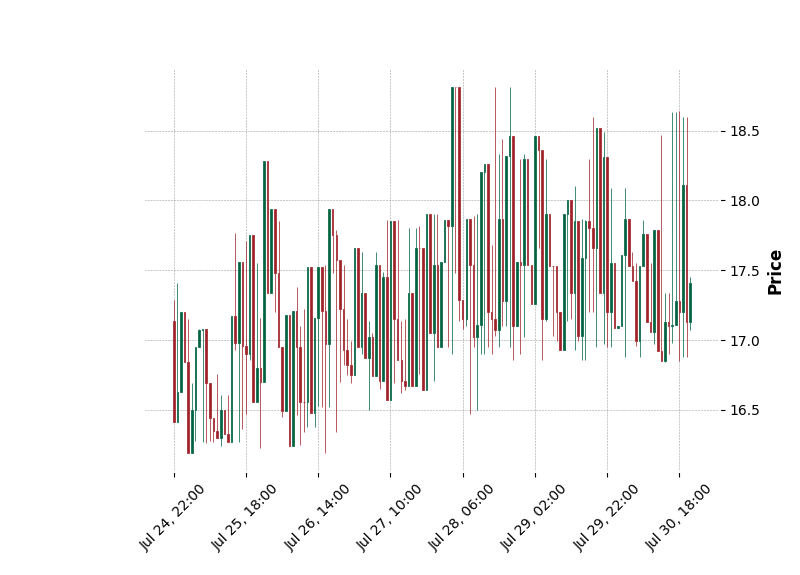 18.5
18.0
17.5
17.0
16.5
Price
Jul 24, 22:00
Jul 25, 18:00
Jul 26, 14:00
Jul 27, 10:00
Jul 28, 06:00
Jul 29, 02:00
Jul 29, 22:00
Jul 30, 18:00